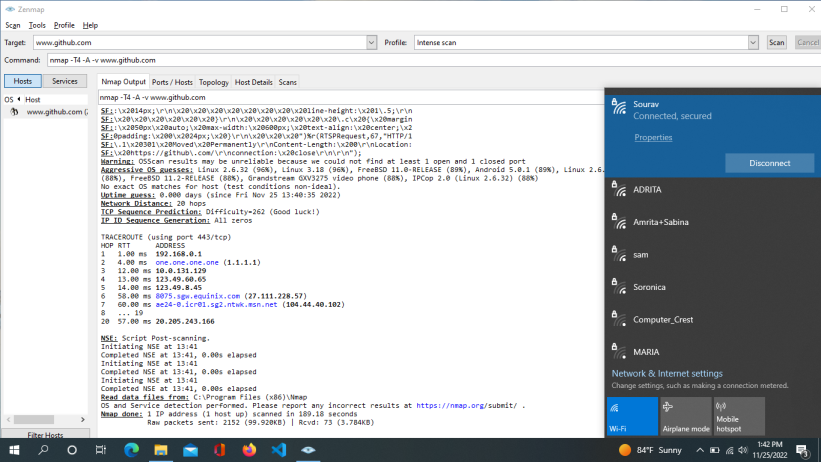 Zenmap
Scan Tools Profile Help
Target: www.github.com Profile: Intense scan Scan Cancel
Command: nmap -T4 -A -v www.github.com
Hosts Services
Nmap Output Ports / Hosts Topology Host Details Scans
OS Host
www.github.com (2
nmap -T4 -A -v www.github.com
SF:;:\x2014px;\r\n\x20\x20\x20\x20\x20\x20\x20\x20line-height:\x201\.5;\r\n
SF:\x20\x20\x20\x20\x20\x20}\r\n\x20\x20\x20\x20\x20\x20\.c\x20{\x20margin
SF::\x2050px\x20auto;\x20max-width:\x20600px;\x20text-align:\x20center;\x2
SF:0padding:\x200\x2024px;\x20}\r\n\x20\x20\x20")%r(RTSPRequest,67,"HTTP/1
SF:\.1\x20301\x20Moved\x20Permanently\r\nContent-Length:\x200\r\nLocation:
SF:\x20https://github\.com/\r\nconnection:\x20close\r\n\r\n");
Warning: OSScan results may be unreliable because we could not find at least 1 open and 1 closed port
Aggressive OS guesses: Linux 2.6.32 (96%), Linux 3.18 (96%), FreeBSD 11.0-RELEASE (89%), Android 5.0.1 (89%), Linux 2.6.
(88%), FreeBSD 11.2-RELEASE (88%), Grandstream GXV3275 video phone (88%), IPCop 2.0 (Linux 2.6.32) (88%)
No exact OS matches for host (test conditions non-ideal).
Uptime guess: 0.000 days (since Fri Nov 25 13:40:35 2022)
Network Distance: 20 hops
TCP Sequence Prediction: Difficulty=262 (Good luck!)
IP ID Sequence Generation: All zeros
TRACEROUTE (using port 443/tcp)
HOP RTT ADDRESS
1 1.00 ms 192.168.0.1
2 4.00 ms one.one.one.one (1.1.1.1)
3 12.00 ms 10.0.131.129
4 13.00 ms 123.49.60.65
5 14.00 ms 123.49.8.45
6 58.00 ms 8075.sgw.equinix.com (27.111.228.57)
7 60.00 ms ae24-0.icr01.sg2.ntwk.msn.net (104.44.40.102)
8 ... 19
20 57.00 ms 20.205.243.166
NSE: Script Post-scanning.
Initiating NSE at 13:41
Completed NSE at 13:41, 0.00s elapsed
Initiating NSE at 13:41
Completed NSE at 13:41, 0.00s elapsed
Initiating NSE at 13:41
Completed NSE at 13:41, 0.00s elapsed
Read data files from: C:\Program Files (x86)\Nmap
OS and Service detection performed. Please report any incorrect results at https://nmap.org/submit/ .
Nmap done: 1 IP address (1 host up) scanned in 189.18 seconds
Raw packets sent: 2152 (99.920KB) | Rcvd: 73 (3.784KB)
Filter Hosts
Sourav
Connected, secured
Properties
Disconnect
ADRITA
Amrita+Sabina
sam
Soronica
Computer_Crest
MARIA
Network & Internet settings
Change settings, such as making a connection metered.
Wi-Fi
Airplane mode
Mobile
hotspot
84°F Sunny
1:42 PM
11/25/2022
3